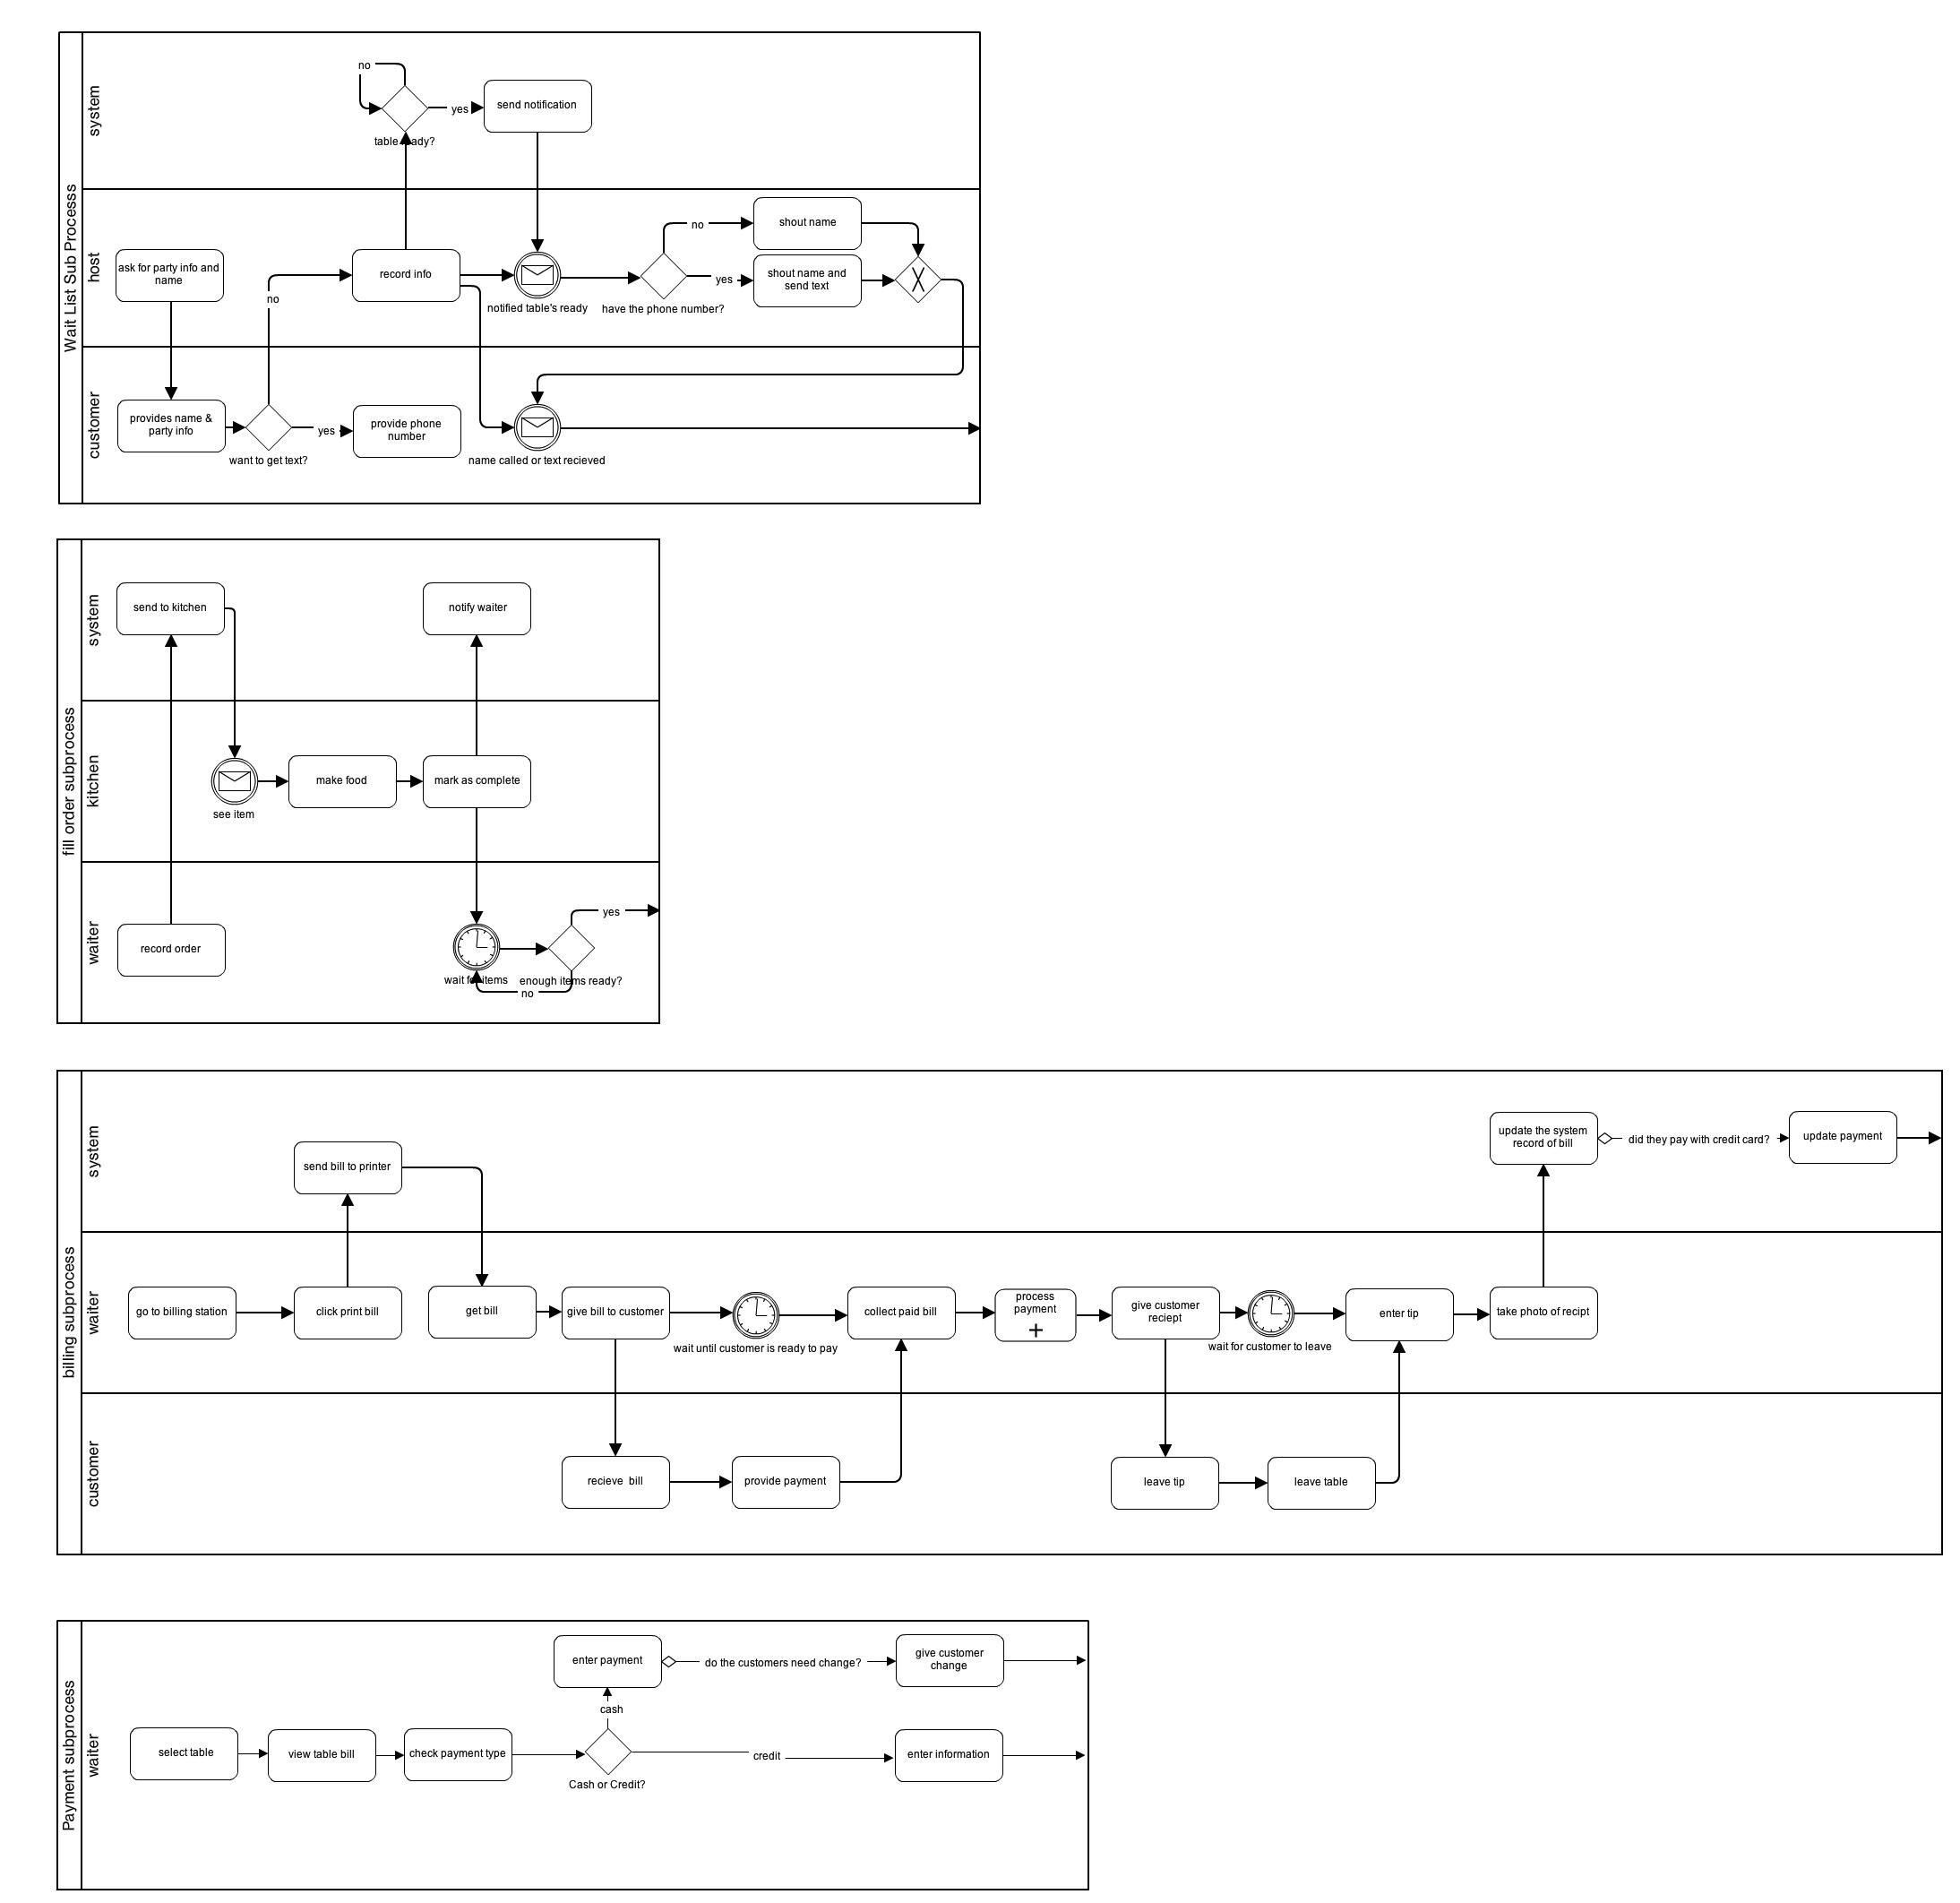 Wait List Sub Processs
system
no
table ready?
yes
send notification
host
ask for party info and
name
no
record info
notified table's ready
have the phone number?
no
shout name
yes
shout name and
send text
customer
provides name &
party info
want to get text?
yes
provide phone
number
name called or text recieved
fill order subprocess
system
send to kitchen
notify waiter
kitchen
see item
make food
mark as complete
waiter
record order
wait for items
enough items ready?
yes
no
billing subprocess
system
send bill to printer
update the system
record of bill
did they pay with credit card?
update payment
waiter
go to billing station
click print bill
get bill
give bill to customer
wait until customer is ready to pay
collect paid bill
process
payment
give customer
reciept
wait for customer to leave
enter tip
take photo of recipt
customer
recieve bill
provide payment
leave tip
leave table
Payment subprocess
waiter
select table
view table bill
check payment type
Cash or Credit?
cash
enter payment
do the customers need change?
give customer
change
credit
enter information